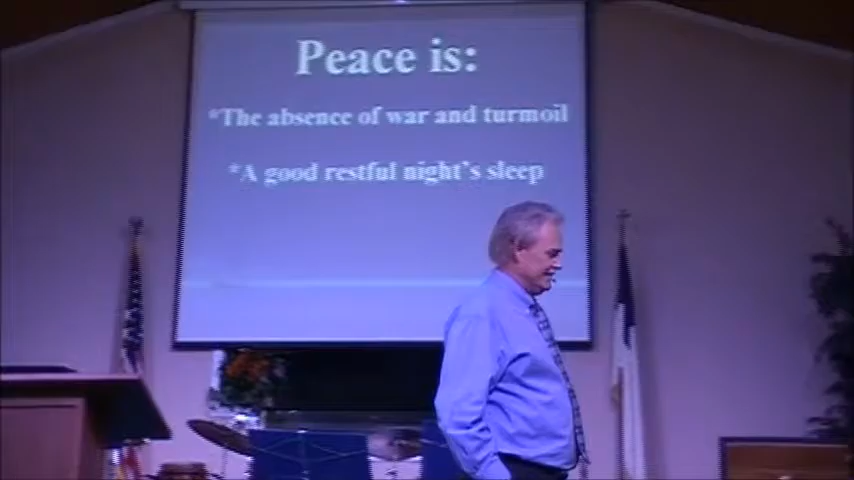 Peace is:
*The absence of war and turmoil
*A good restful night's sleep